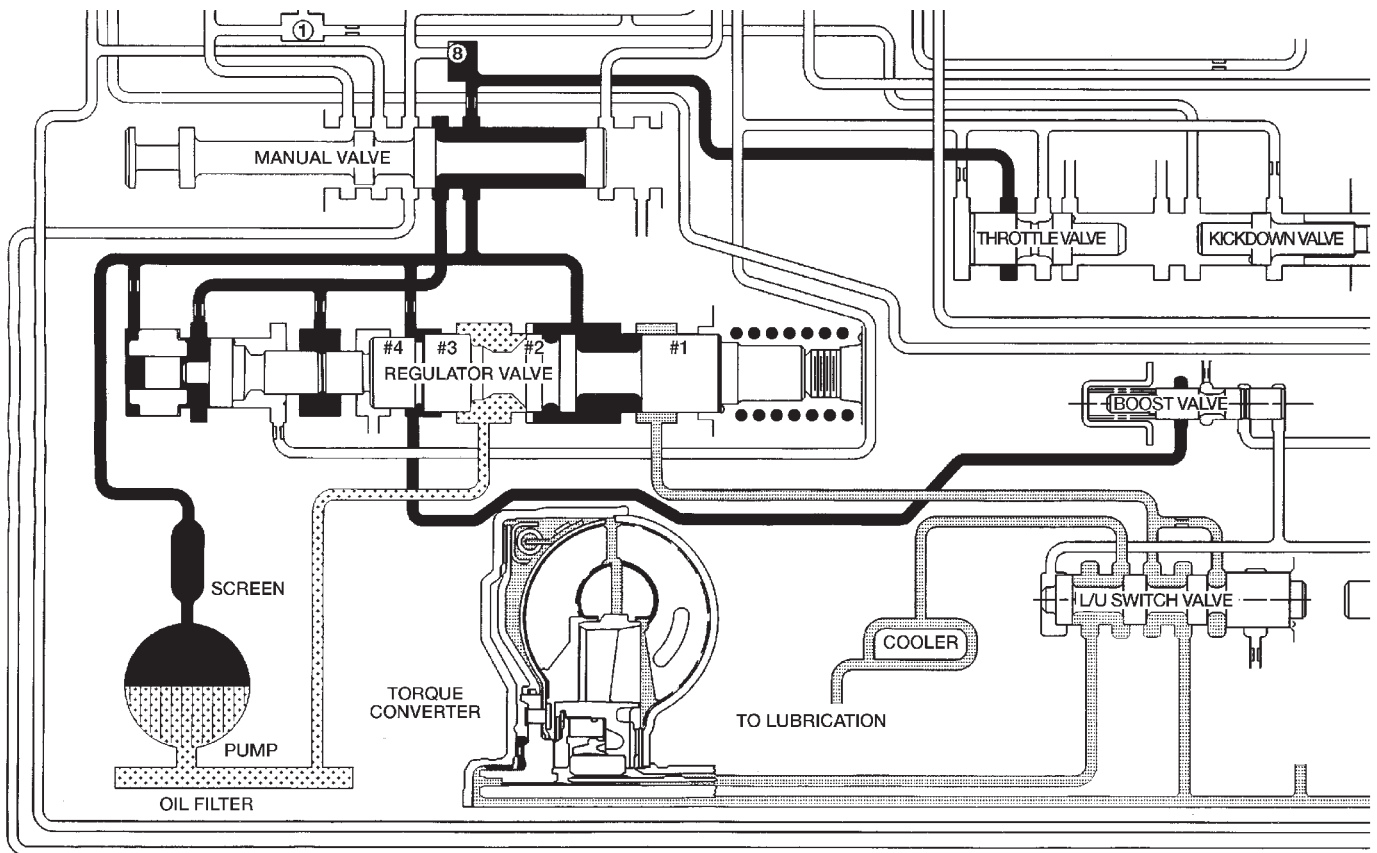 1
8
MANUAL VALVE
THROTTLE VALVE
KICKDOWN VALVE
#4
#3
#2
#1
REGULATOR VALVE
BOOST VALVE
SCREEN
L/U SWITCH VALVE
COOLER
TORQUE
CONVERTER
TO LUBRICATION
PUMP
OIL FILTER